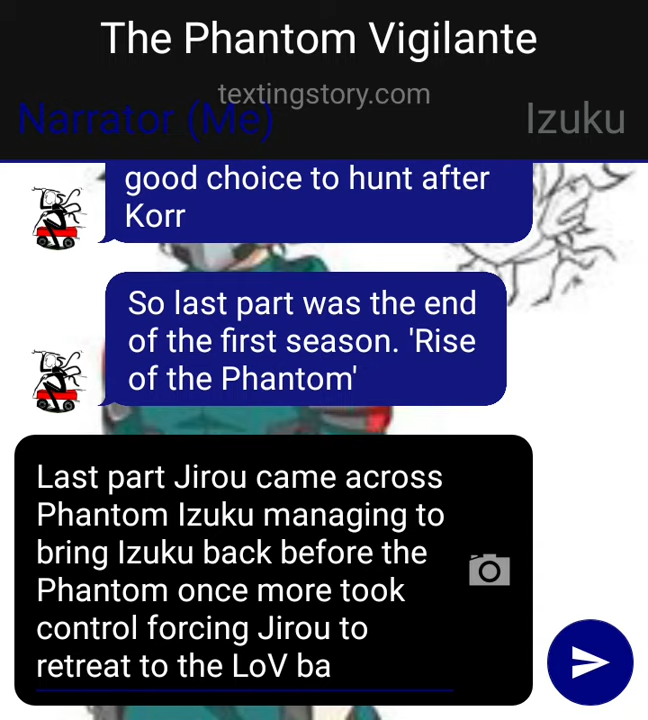 The Phantom Vigilante
textingstory.com
Narrator (Me)
Izuku
good choice to hunt after
Korr
So last part was the end
of the first season. 'Rise
of the Phantom'
Last part Jirou came across
Phantom Izuku managing to
bring Izuku back before the
Phantom once more took
control forcing Jirou to
retreat to the LoV ba